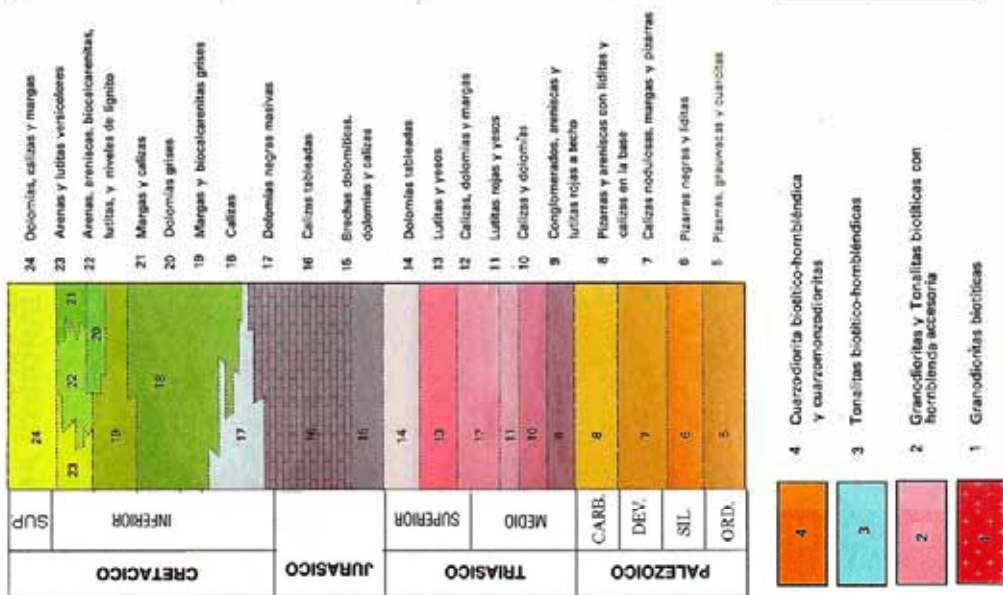 24 Dolomías, calizas y margas
23 Arenas y lutitas versicolores
22 Arenas, areniscas, biocalcarenitas,
lutitas, y niveles de lignito
21 Margas y calizas
20 Dolomías grises
19 Margas y biocalcarenitas grises
18 Calizas
17 Dolomías negras masivas
16 Calizas tableadas
15 Brechas dolomíticas,
dolomías y calizas
14 Dolomías tableadas
13 Lutitas y yesos
12 Calizas, dolomías y margas
11 Lutitas rojas y yesos
10 Calizas y dolomías
9 Conglomerados, areniscas y
lutitas rojas a techo
8 Pizarras y areniscas con liditas y
calizas en la base
7 Calizas nodulosas, margas y pizarras
6 Pizarras negras y liditas
5 Pizarras, grauwacas y cuarcitas
24
21
20
22
23
19
18
17
16
15
14
13
12
11
10
9
8
7
6
5
SUP.
INFERIOR
SUPERIOR
MEDIO
CARB.
DEV.
SIL.
ORD.
CRETACICO
JURASICO
TRIASICO
PALEZOICO
4 Cuarzodiorita biotítico-hornbléndica
y cuarzomonzodioritas
3 Tonalitas biotítico-hornbléndicas
2 Granodioritas y Tonalitas biotíticas con
hornblenda accesoria
1 Granodioritas biotíticas
4
3
2
1